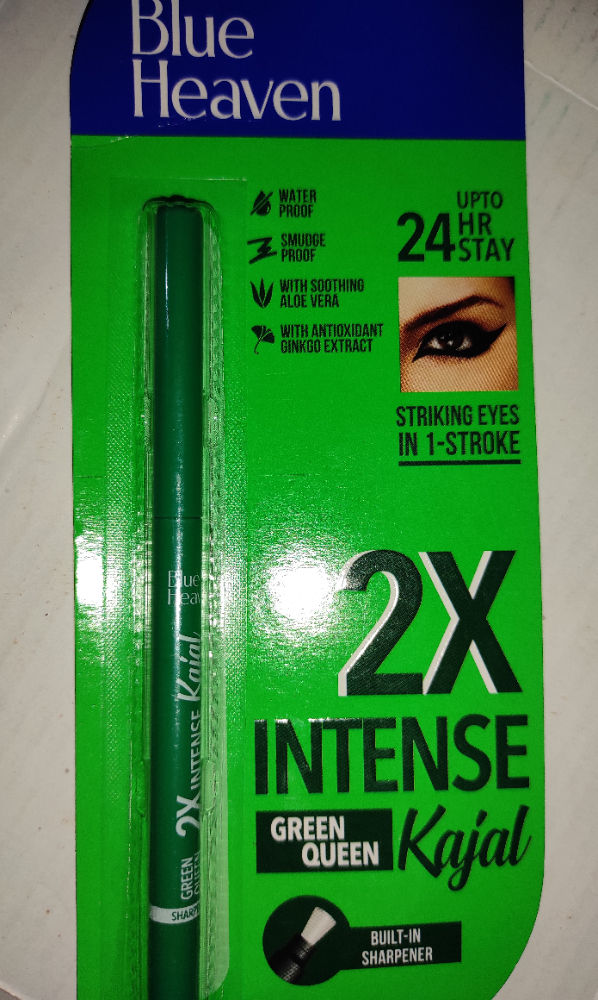 Blue
Heaven
WATER
PROOF
SMUDGE
PROOF
WITH SOOTHING
ALOE VERA
WITH ANTIOXIDANT
GINKGO EXTRACT
UPTO
24 HR
STAY
STRIKING EYES
IN 1-STROKE
2X
INTENSE
GREEN
QUEEN
Kajal
BUILT-IN
SHARPENER
Blue
Hea
2X INTENSE Kajal
GREEN
QUEEN